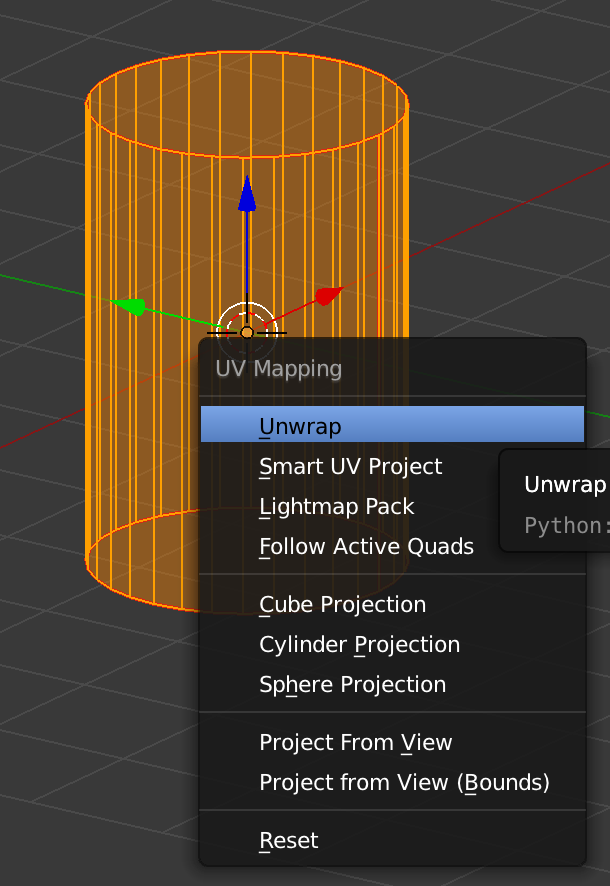 UV Mapping
Unwrap
Smart UV Project
Unwrap
Lightmap Pack
Python:
Follow Active Quads
Cube Projection
Cylinder Projection
Sphere Projection
Project From View
Project from View (Bounds)
Reset